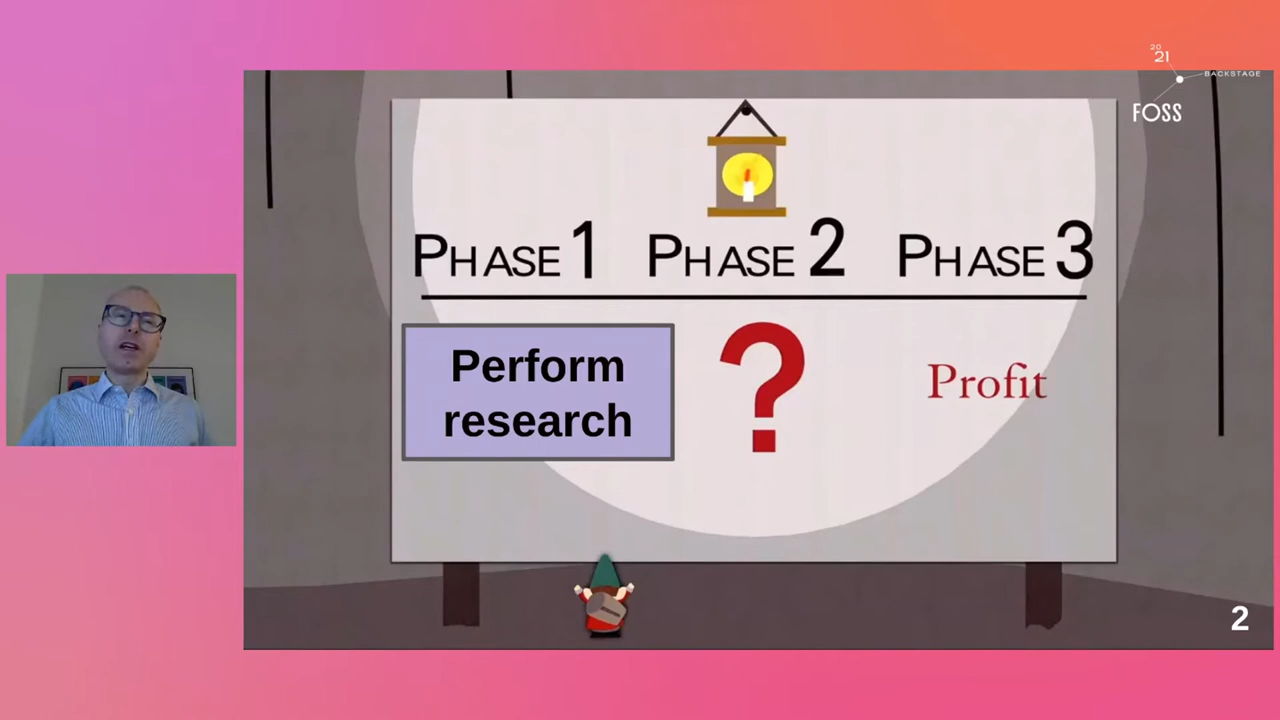 20
21
BACKSTAGE
FOSS
PHASE 1 PHASE 2 PHASE 3
Perform
research
?
Profit
2